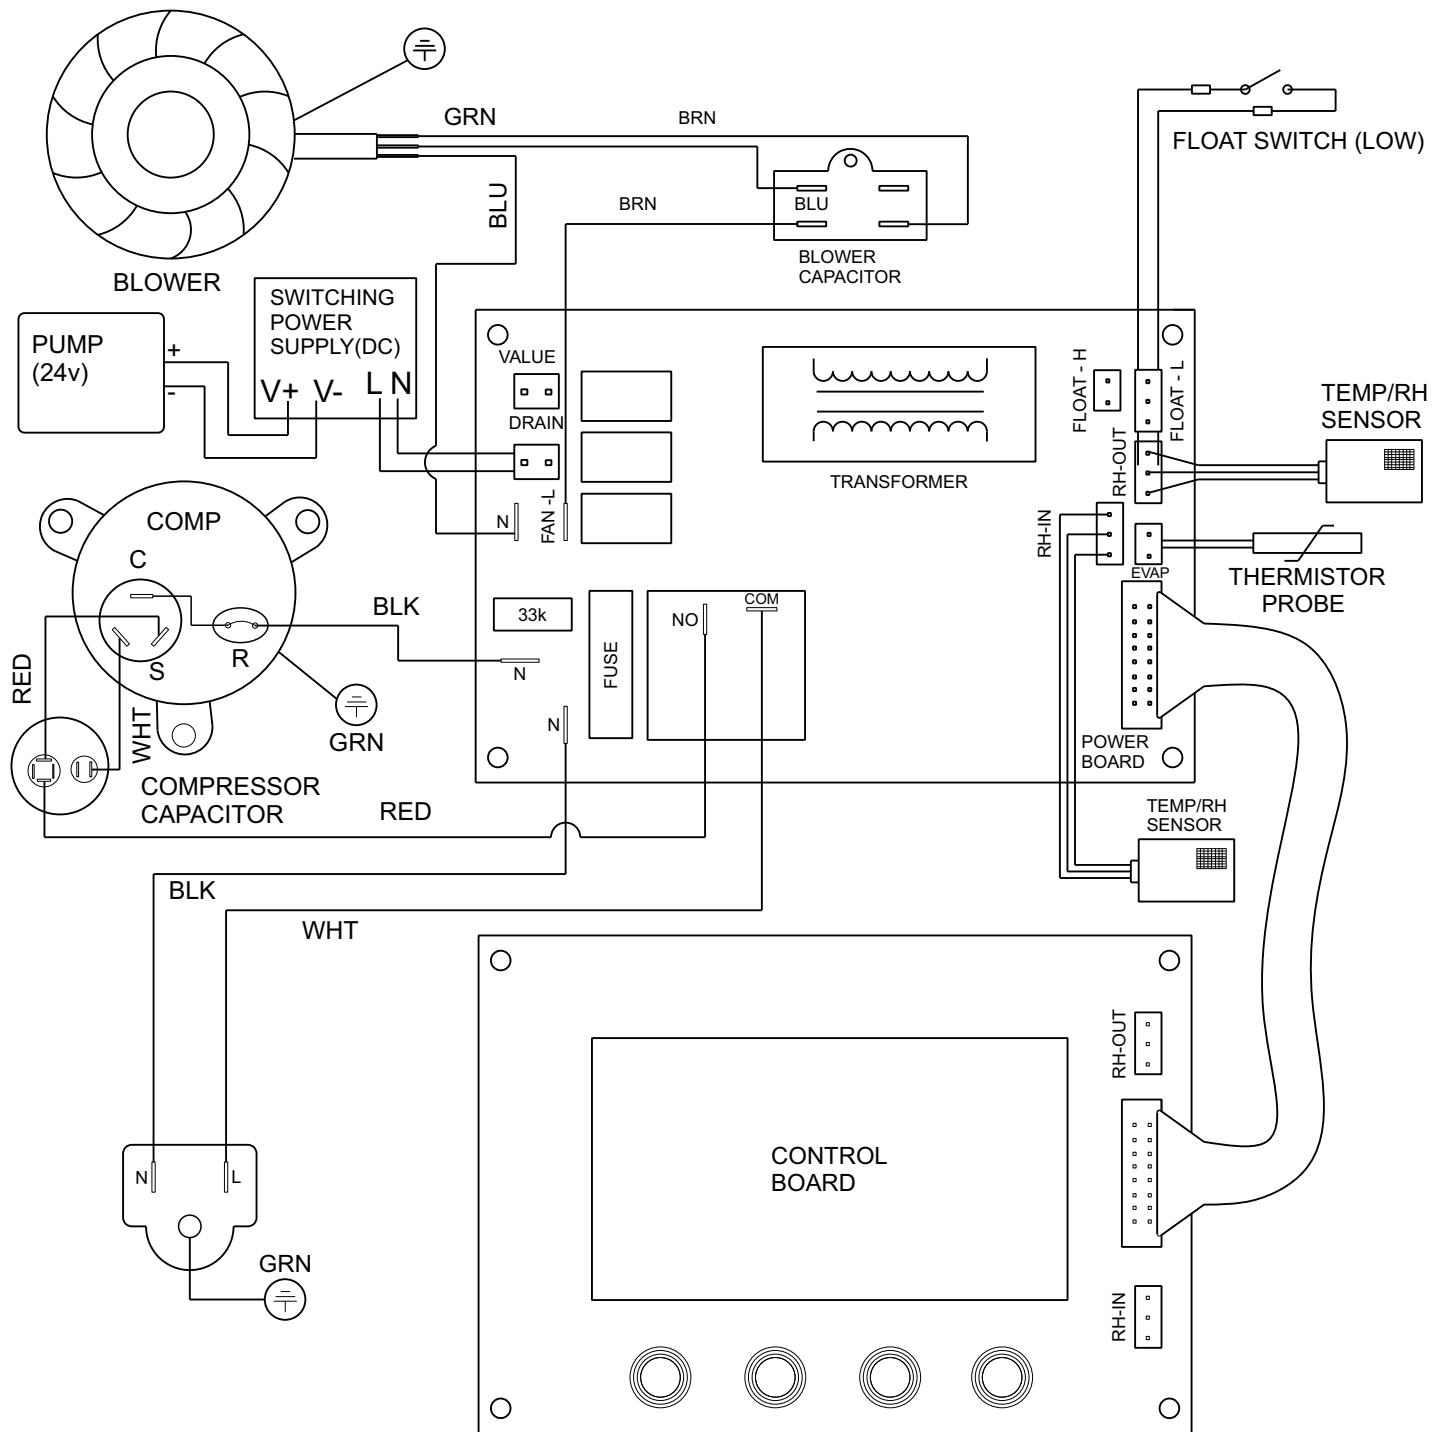 GRN
BRN
BLU
BRN
BLU
BLOWER
CAPACITOR
FLOAT SWITCH (LOW)
BLOWER
PUMP
(24v)
+
-
SWITCHING
POWER
SUPPLY(DC)
V+ V- L N
VALUE
DRAIN
N
FAN -L
TRANSFORMER
FLOAT - H
FLOAT - L
RH-OUT
RH-IN
EVAP
TEMP/RH
SENSOR
THERMISTOR
PROBE
COMP
C
S
R
BLK
RED
WHT
GRN
COMPRESSOR
CAPACITOR
33k
FUSE
NO
COM
N
N
POWER
BOARD
RED
BLK
WHT
TEMP/RH
SENSOR
N
L
GRN
CONTROL
BOARD
RH-OUT
RH-IN